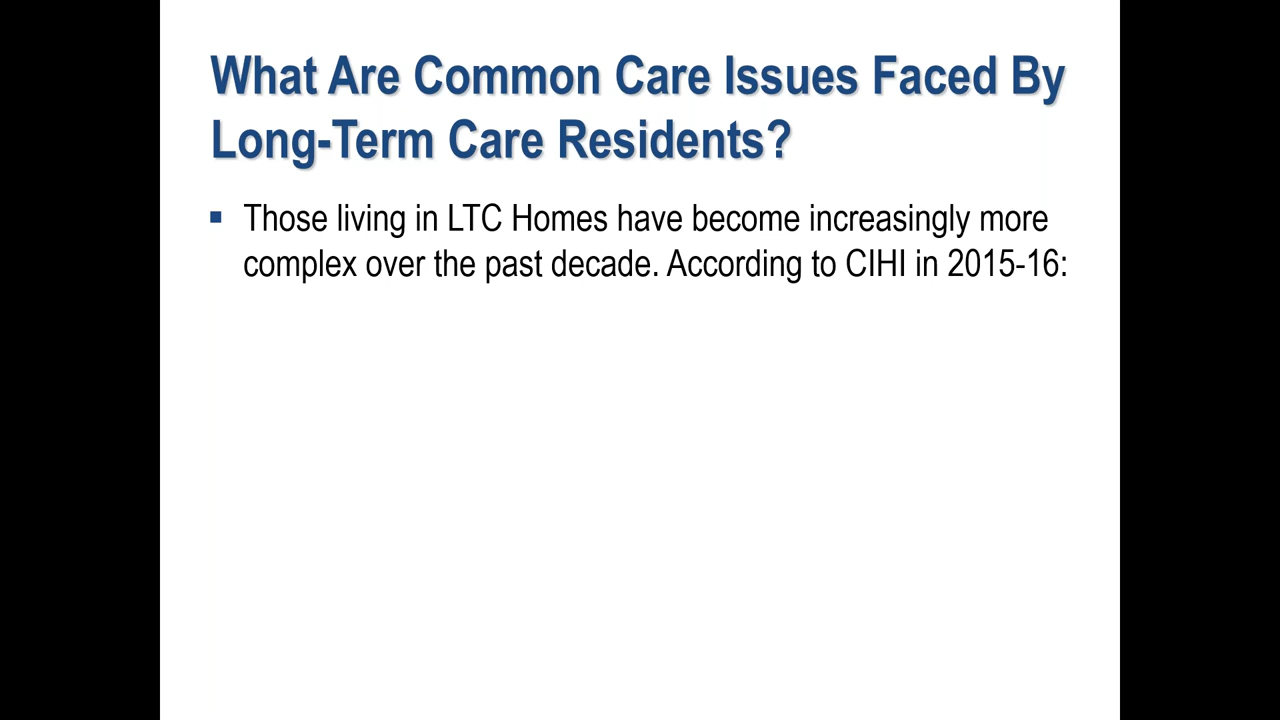 What Are Common Care Issues Faced By
Long-Term Care Residents?
▪ Those living in LTC Homes have become increasingly more
complex over the past decade. According to CIHI in 2015-16: